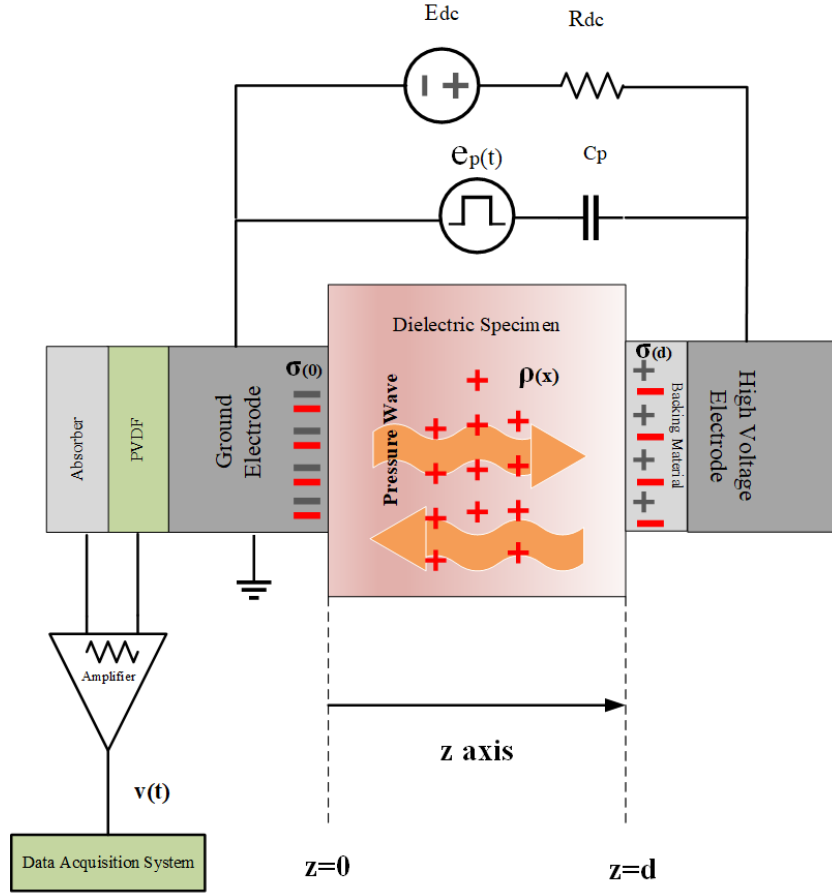 Edc
Rdc
ep(t)
Cp
Dielectric Specimen
σ(0)
ρ(x)
σ(d)
Absorber
PVDF
Ground
Electrode
Pressure Wave
Backing Material
High Voltage
Electrode
Amplifier
z axis
v(t)
Data Acquisition System
z=0
z=d